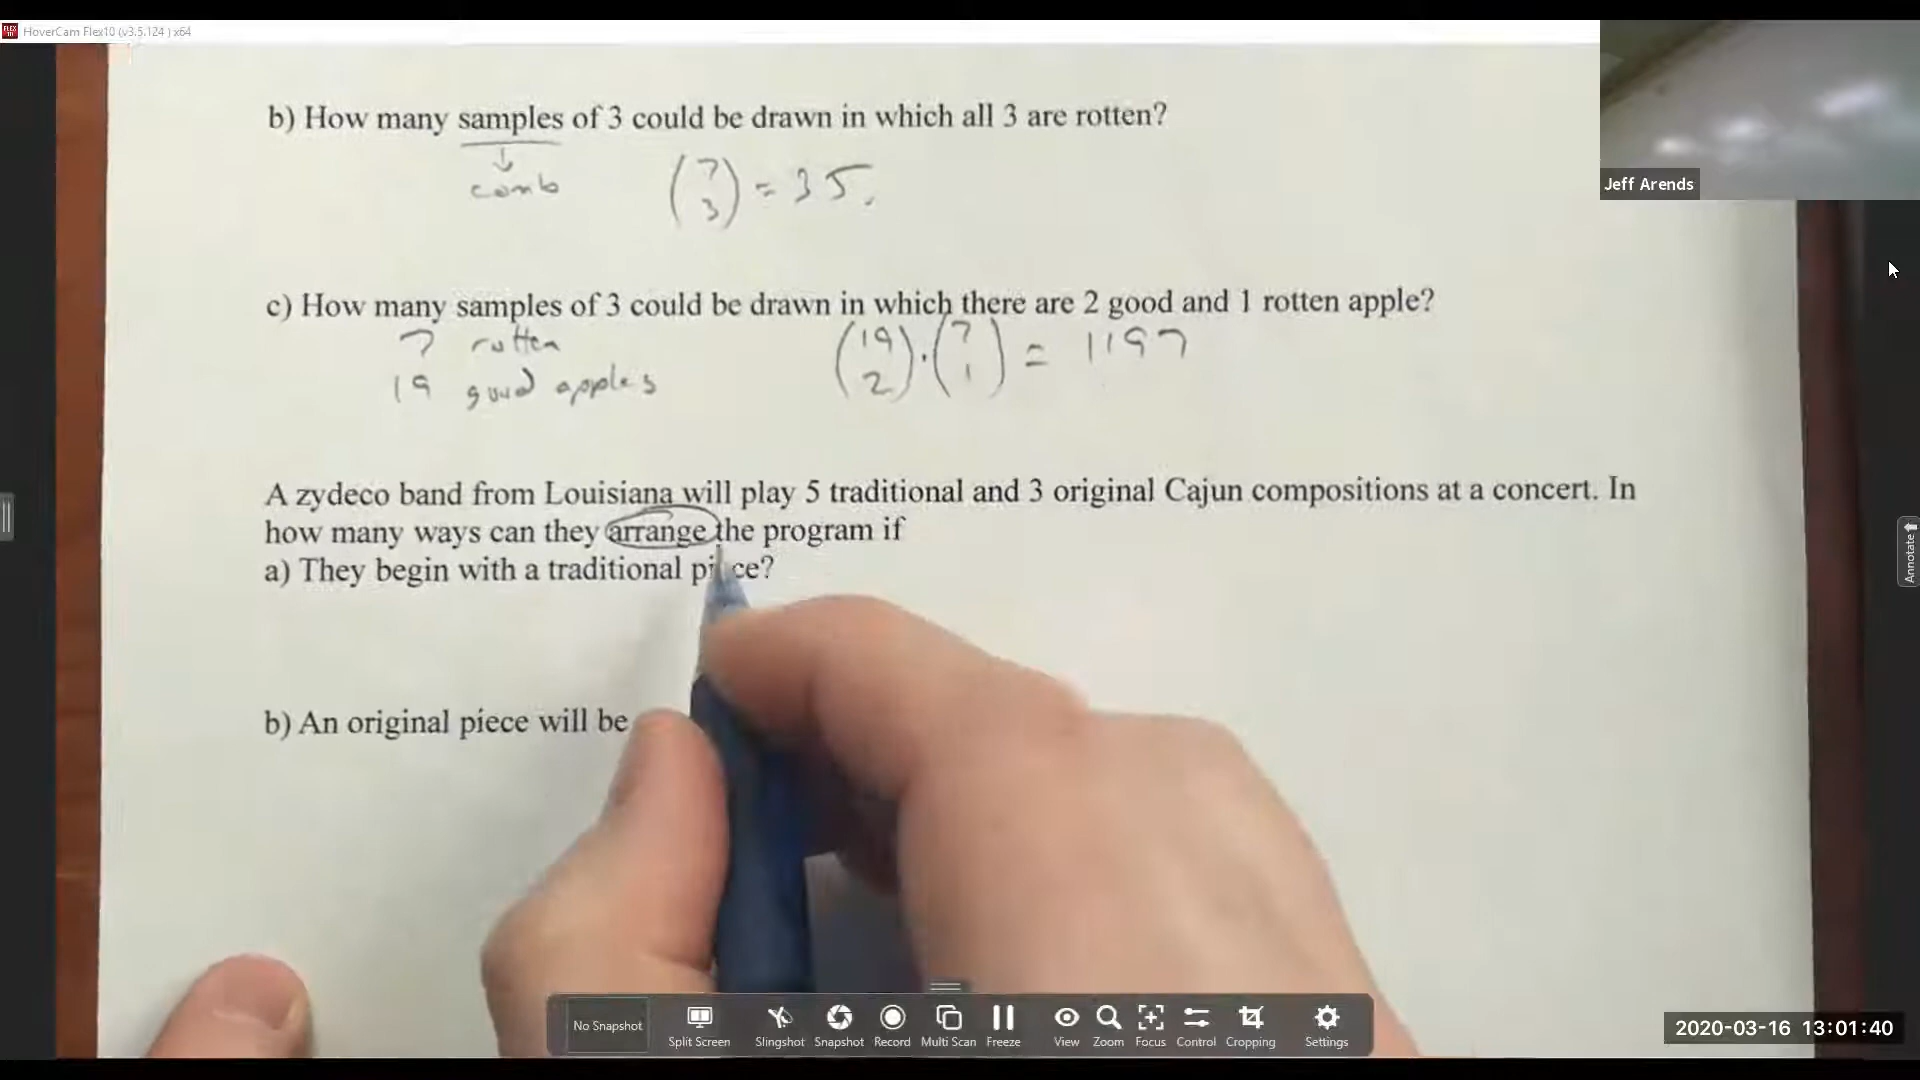 HoverCam Flex10 (v3.5.124 ) x64
b) How many samples of 3 could be drawn in which all 3 are rotten?
↓
comb
(7 3) = 35.
Jeff Arends
c) How many samples of 3 could be drawn in which there are 2 good and 1 rotten apple?
7 rotten
19 good apples
(19 2)·(7 1) = 1197
A zydeco band from Louisiana will play 5 traditional and 3 original Cajun compositions at a concert. In
how many ways can they arrange the program if
a) They begin with a traditional piece?
b) An original piece will be
Annotate
No Snapshot
Split Screen
Slingshot
Snapshot
Record
Multi Scan
Freeze
View
Zoom
Focus
Control
Cropping
Settings
2020-03-16 13:01:40